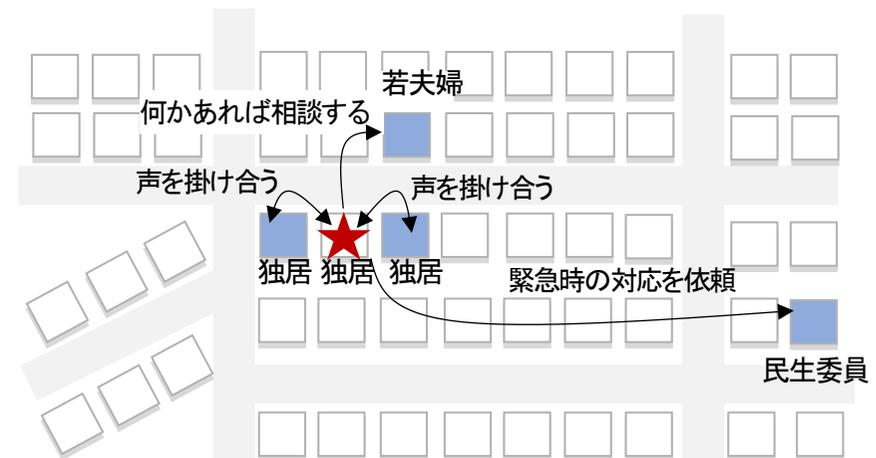 若夫婦
何かあれば相談する
声を掛け合う
声を掛け合う
独居
独居
独居
緊急時の対応を依頼
民生委員